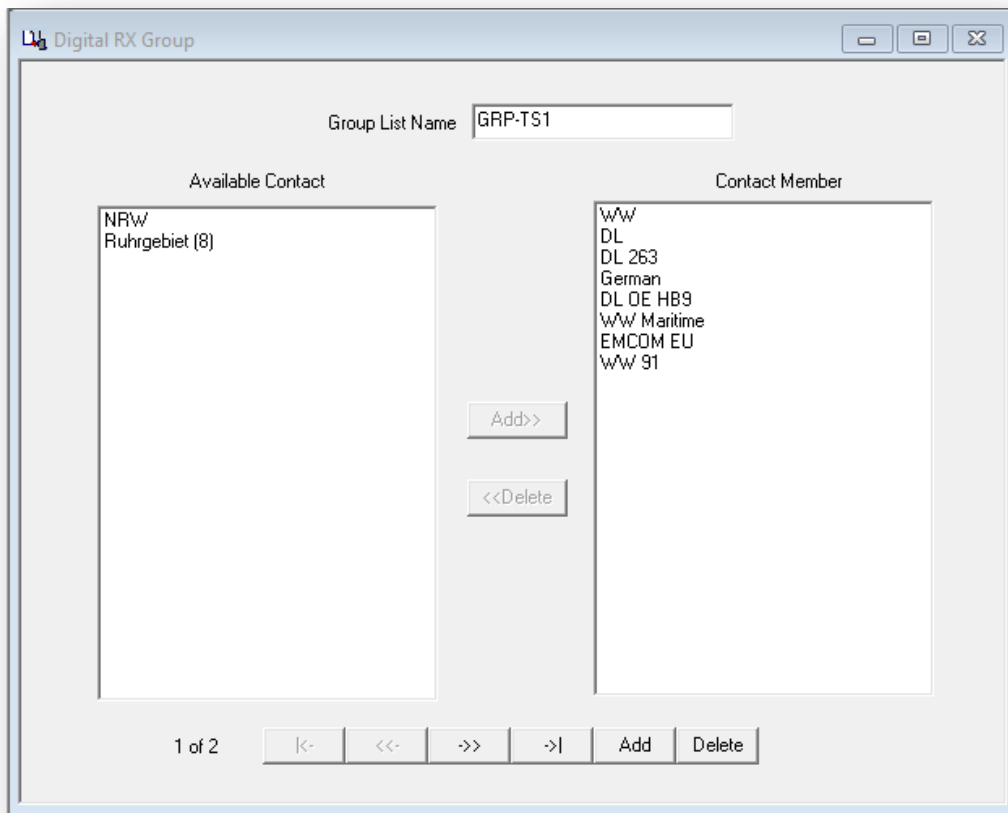 Digital RX Group
Group List Name GRP-TS1
Available Contact
NRW
Ruhrgebiet (8)
Contact Member
WW
DL
DL 263
German
DL OE HB9
WW Maritime
EMCOM EU
WW 91
Add>>
<<Delete
1 of 2 |<- <<- ->> ->| Add Delete